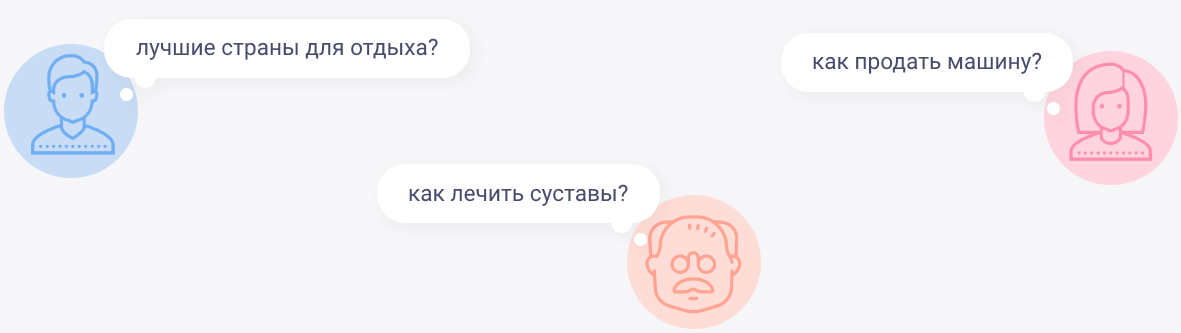 лучшие страны для отдыха?
как продать машину?
как лечить суставы?